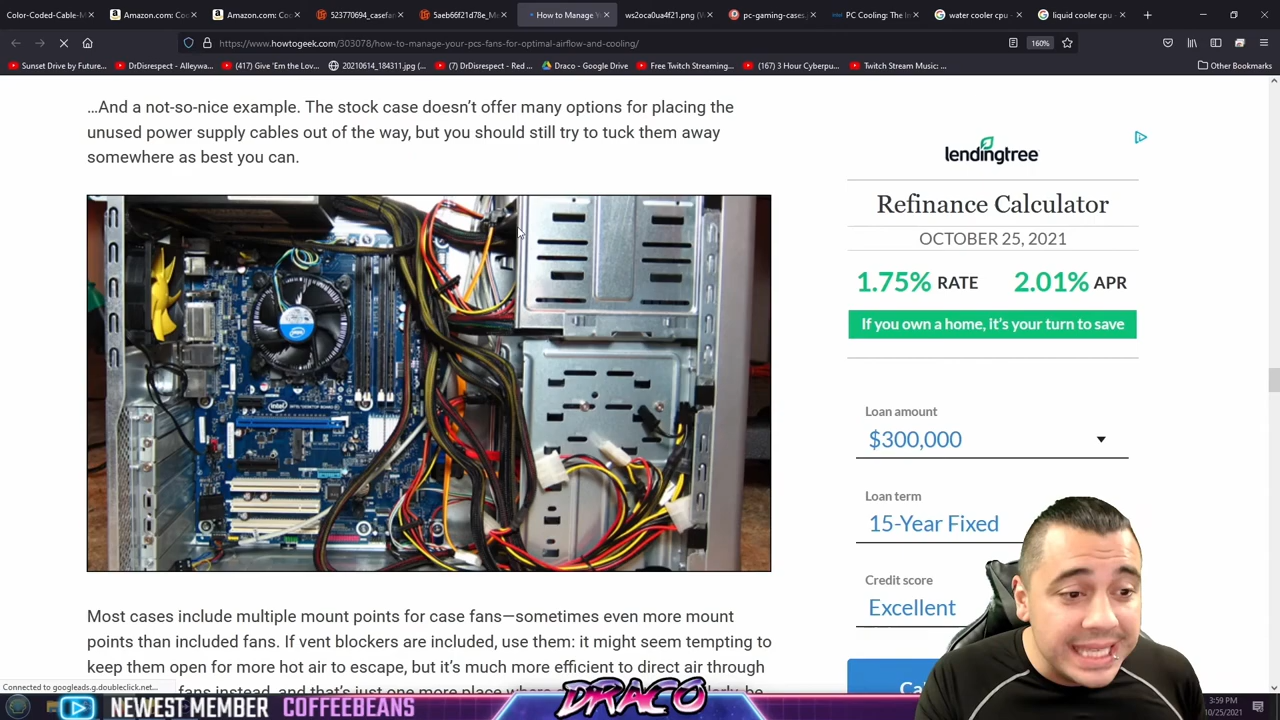 Color-Coded-Cable-M
Amazon.com: 5.Co
Amazon.com: Co
523770694_casefan
5aeb66f21d78e_M
How to Manage Y
ws2oca0ua4f21.png (W
pc-gaming-cases.j
PC Cooling: The In
water cooler cpu -
liquid cooler cpu -
https://www.howtogeek.com/303078/how-to-manage-your-pcs-fans-for-optimal-airflow-and-cooling/
160%
Sunset Drive by Future...
DrDisrespect - Alleywa...
(417) Give 'Em the Lov...
20210614_184311.jpg (...
(7) DrDisrespect - Red ...
Draco - Google Drive
Free Twitch Streaming...
(167) 3 Hour Cyberpu...
Twitch Stream Music: ...
Other Bookmarks
…And a not-so-nice example. The stock case doesn’t offer many options for placing the
unused power supply cables out of the way, but you should still try to tuck them away
somewhere as best you can.
intel
intel
Most cases include multiple mount points for case fans—sometimes even more mount
points than included fans. If vent blockers are included, use them: it might seem tempting to
keep them open for more hot air to escape, but it’s much more efficient to direct air through
fans instead, and that’s just one more place where
lendingtree
Refinance Calculator
OCTOBER 25, 2021
1.75% RATE 2.01% APR
If you own a home, it's your turn to save
Loan amount
$300,000
Loan term
15-Year Fixed
Credit score
Excellent
Ca
Connected to googleads.g.doubleclick.net...
NEWEST MEMBER COFFEEBEANS
DRACO
3:59 PM
10/25/2021